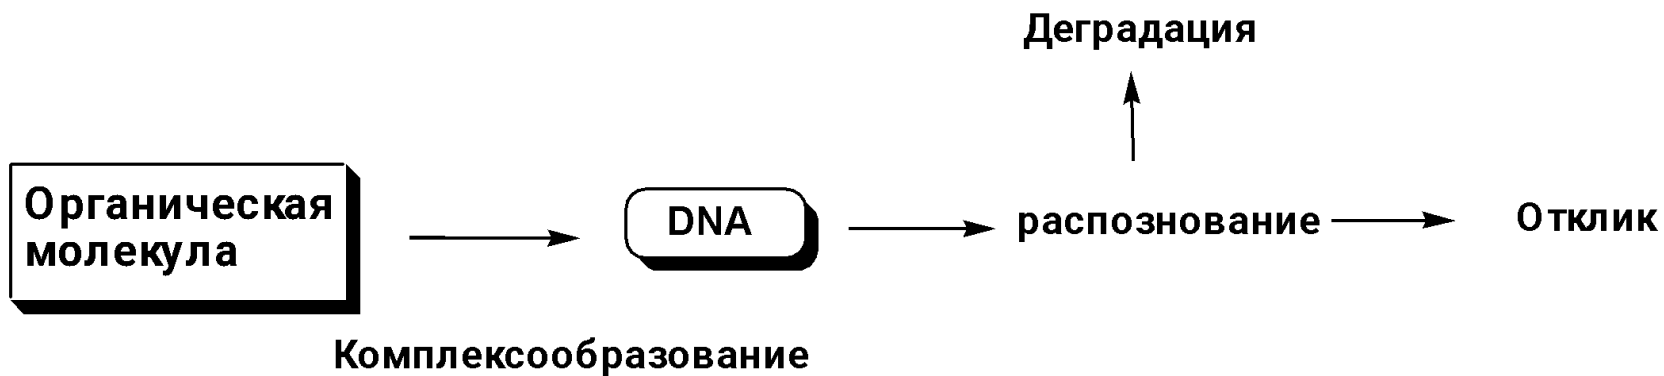 Деградация
Органическая
молекула
DNA
распознование
Отклик
Комплексообразование